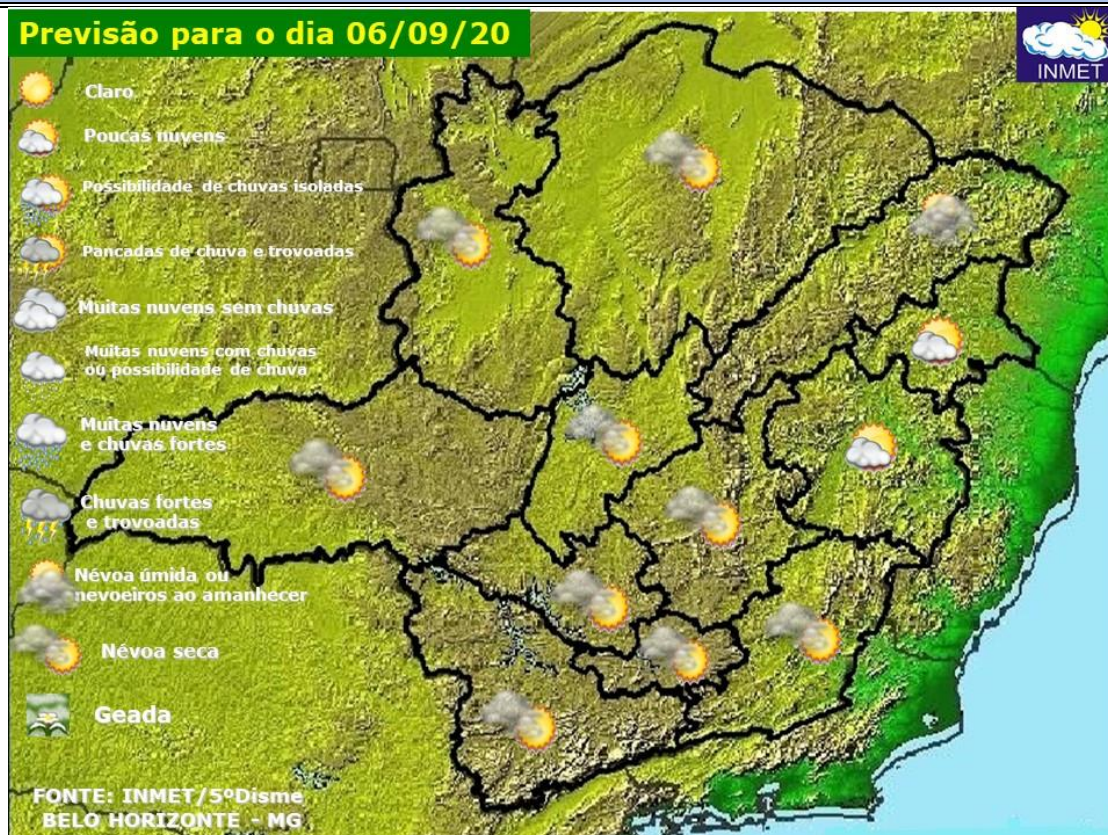 Previsão para o dia 06/09/20
INMET
Claro
Poucas nuvens
Possibilidade de chuvas isoladas
Pancadas de chuva e trovoadas
Muitas nuvens sem chuvas
Muitas nuvens com chuvas
ou possibilidade de chuva
Muitas nuvens
e chuvas fortes
Chuvas fortes
e trovoadas
Névoa úmida ou
nevoeiros ao amanhecer
Névoa seca
Geada
FONTE: INMET/5ºDisme
BELO HORIZONTE - MG